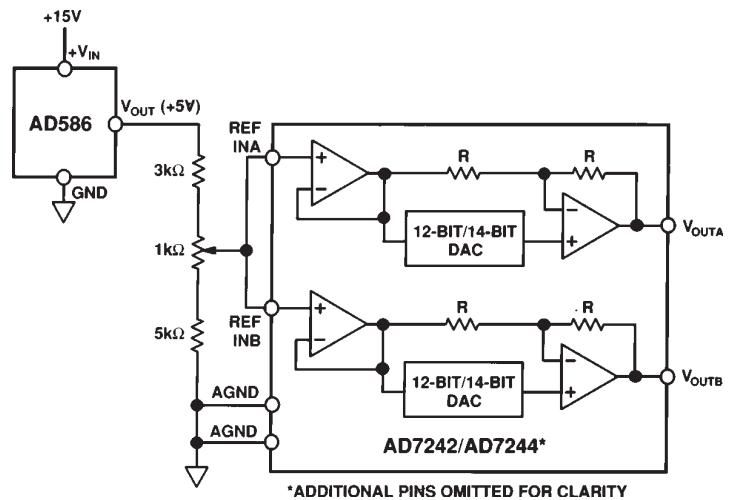 +15V
+VIN
VOUT (+5V)
AD586
GND
3kΩ
1kΩ
5kΩ
REF
INA
R
R
12-BIT/14-BIT
DAC
VOUTA
REF
INB
R
R
12-BIT/14-BIT
DAC
VOUTB
AGND
AGND
AD7242/AD7244*
*ADDITIONAL PINS OMITTED FOR CLARITY